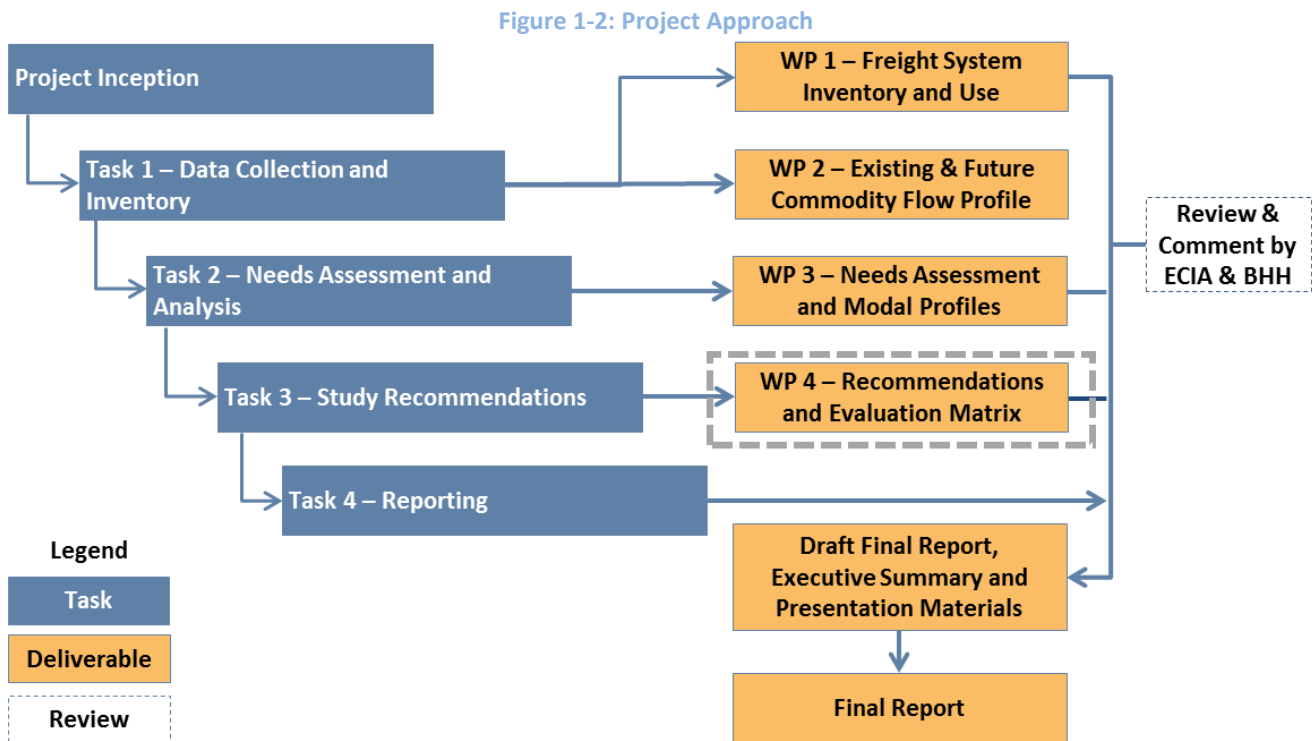 Figure 1-2: Project Approach
Project Inception
WP 1 – Freight System
Inventory and Use
Task 1 – Data Collection and
Inventory
WP 2 – Existing & Future
Commodity Flow Profile
Review &
Comment by
ECIA & BHH
Task 2 – Needs Assessment and
Analysis
WP 3 – Needs Assessment
and Modal Profiles
Task 3 – Study Recommendations
WP 4 – Recommendations
and Evaluation Matrix
Task 4 – Reporting
Draft Final Report,
Executive Summary and
Presentation Materials
Final Report
Legend
Task
Deliverable
Review